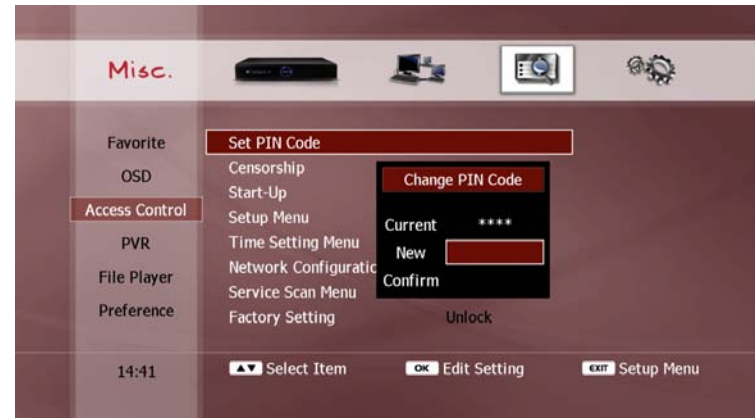 Misc.
Favorite
OSD
Access Control
PVR
File Player
Preference
14:41
Set PIN Code
Censorship
Start-Up
Setup Menu
Time Setting Menu
Network Configuratic
Service Scan Menu
Factory Setting
Unlock
Change PIN Code
Current ****
New
Confirm
▲▼ Select Item
OK Edit Setting
EXIT Setup Menu